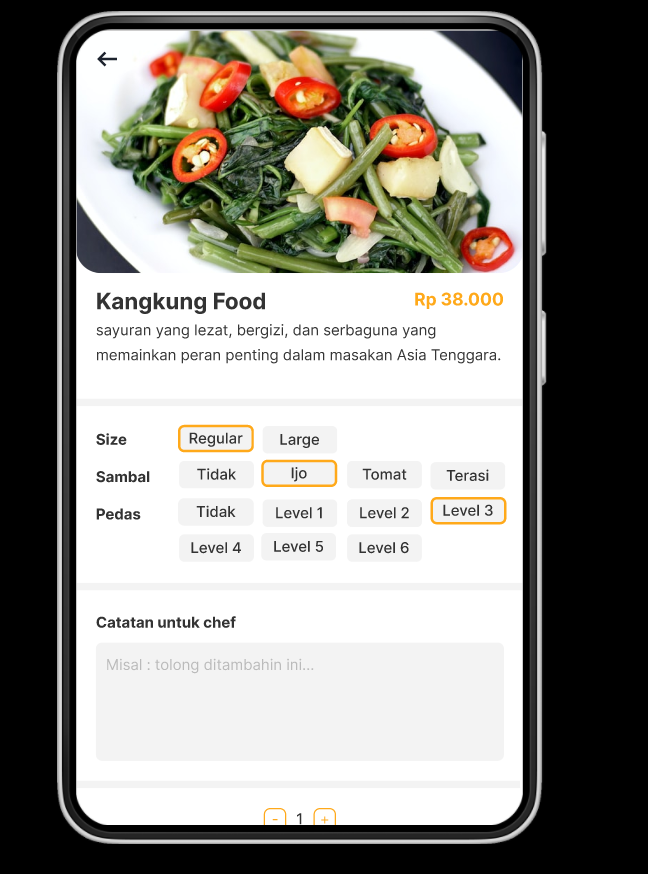 Kangkung Food
Rp 38.000
sayuran yang lezat, bergizi, dan serbaguna yang
memainkan peran penting dalam masakan Asia Tenggara.
Size Regular Large
Sambal Tidak Ijo Tomat Terasi
Pedas Tidak Level 1 Level 2 Level 3
Level 4 Level 5 Level 6
Catatan untuk chef
Misal : tolong ditambahin ini...
- 1 +